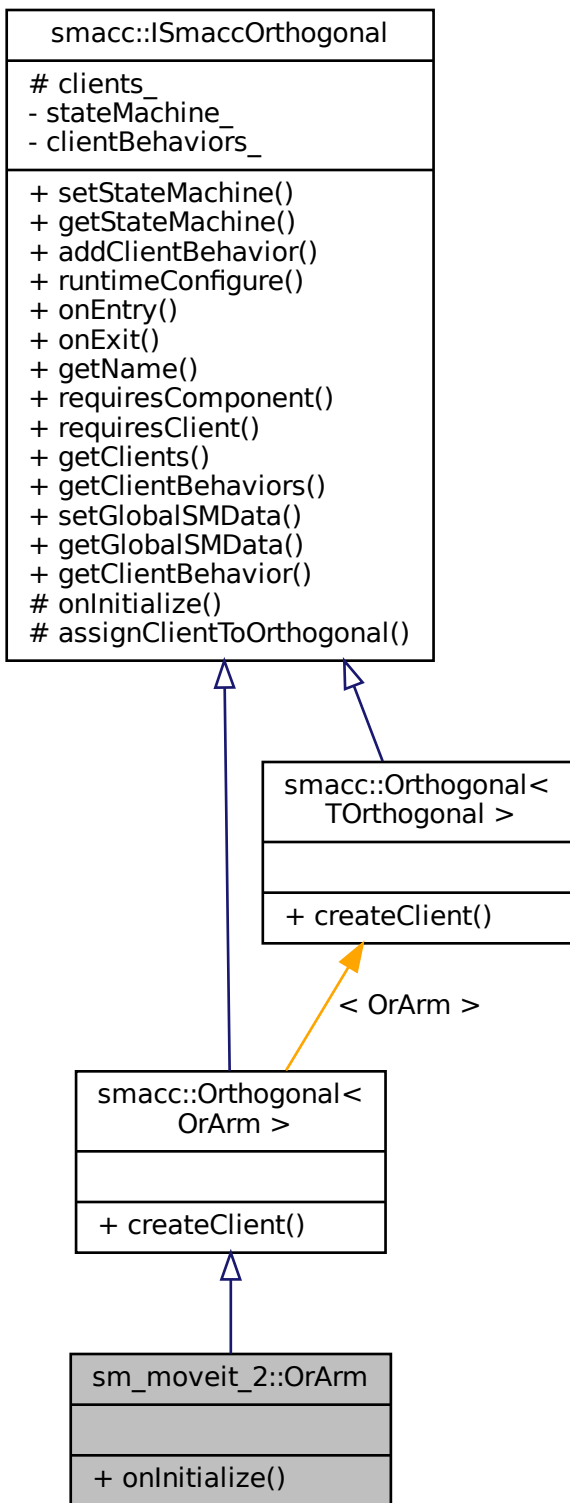 smacc::ISmaccOrthogonal
# clients_
- stateMachine_
- clientBehaviors_
+ setStateMachine()
+ getStateMachine()
+ addClientBehavior()
+ runtimeConfigure()
+ onEntry()
+ onExit()
+ getName()
+ requiresComponent()
+ requiresClient()
+ getClients()
+ getClientBehaviors()
+ setGlobalSMData()
+ getGlobalSMData()
+ getClientBehavior()
# onInitialize()
# assignClientToOrthogonal()
smacc::Orthogonal<
TOrthogonal >
+ createClient()
< OrArm >
smacc::Orthogonal<
OrArm >
+ createClient()
sm_moveit_2::OrArm
+ onInitialize()